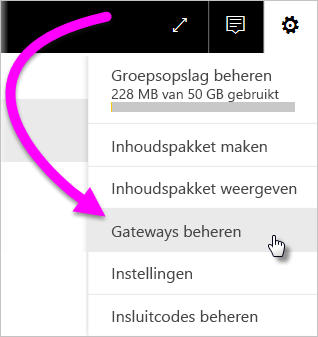 Groepsopslag beheren
228 MB van 50 GB gebruikt
Inhoudspakket maken
Inhoudspakket weergeven
Gateways beheren
Instellingen
Insluitcodes beheren